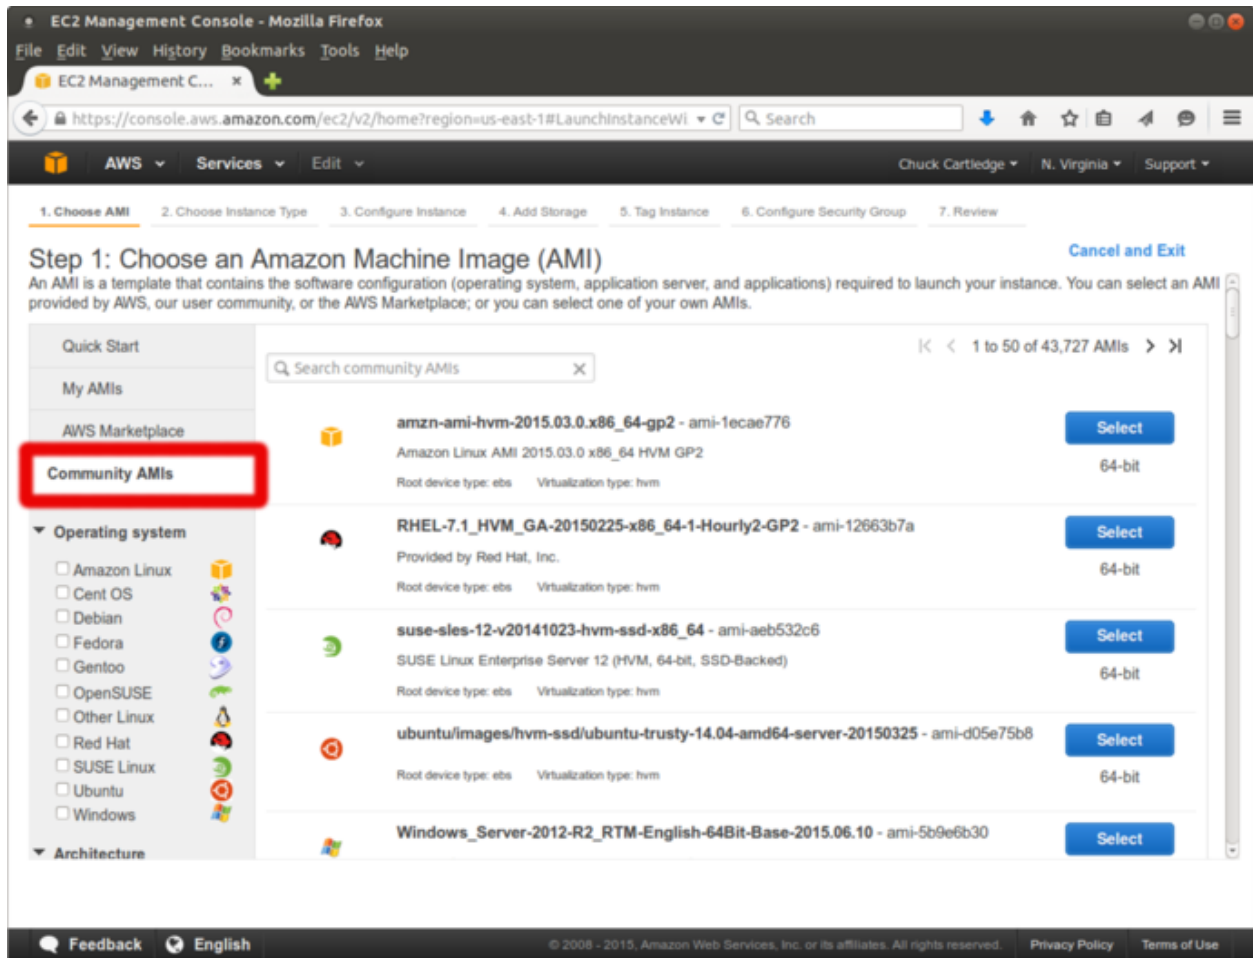 EC2 Management Console - Mozilla Firefox
File Edit View History Bookmarks Tools Help
EC2 Management C... ×
https://console.aws.amazon.com/ec2/v2/home?region=us-east-1#LaunchInstanceWi Search
AWS Services Edit Chuck Cartledge N. Virginia Support
1. Choose AMI 2. Choose Instance Type 3. Configure Instance 4. Add Storage 5. Tag Instance 6. Configure Security Group 7. Review
Step 1: Choose an Amazon Machine Image (AMI) Cancel and Exit
An AMI is a template that contains the software configuration (operating system, application server, and applications) required to launch your instance. You can select an AMI
provided by AWS, our user community, or the AWS Marketplace; or you can select one of your own AMIs.
Quick Start
My AMIs
AWS Marketplace
Community AMIs
Operating system
Amazon Linux
Cent OS
Debian
Fedora
Gentoo
OpenSUSE
Other Linux
Red Hat
SUSE Linux
Ubuntu
Windows
Architecture
1 to 50 of 43,727 AMIs
Search community AMIs
amzn-ami-hvm-2015.03.0.x86_64-gp2 - ami-1ecae776
Amazon Linux AMI 2015.03.0 x86_64 HVM GP2
Root device type: ebs Virtualization type: hvm
Select
64-bit
RHEL-7.1_HVM_GA-20150225-x86_64-1-Hourly2-GP2 - ami-12663b7a
Provided by Red Hat, Inc.
Root device type: ebs Virtualization type: hvm
Select
64-bit
suse-sles-12-v20141023-hvm-ssd-x86_64 - ami-aeb532c6
SUSE Linux Enterprise Server 12 (HVM, 64-bit, SSD-Backed)
Root device type: ebs Virtualization type: hvm
Select
64-bit
ubuntu/images/hvm-ssd/ubuntu-trusty-14.04-amd64-server-20150325 - ami-d05e75b8
Root device type: ebs Virtualization type: hvm
Select
64-bit
Windows_Server-2012-R2_RTM-English-64Bit-Base-2015.06.10 - ami-5b9e6b30
Select
Feedback English © 2008 - 2015, Amazon Web Services, Inc. or its affiliates. All rights reserved. Privacy Policy Terms of Use